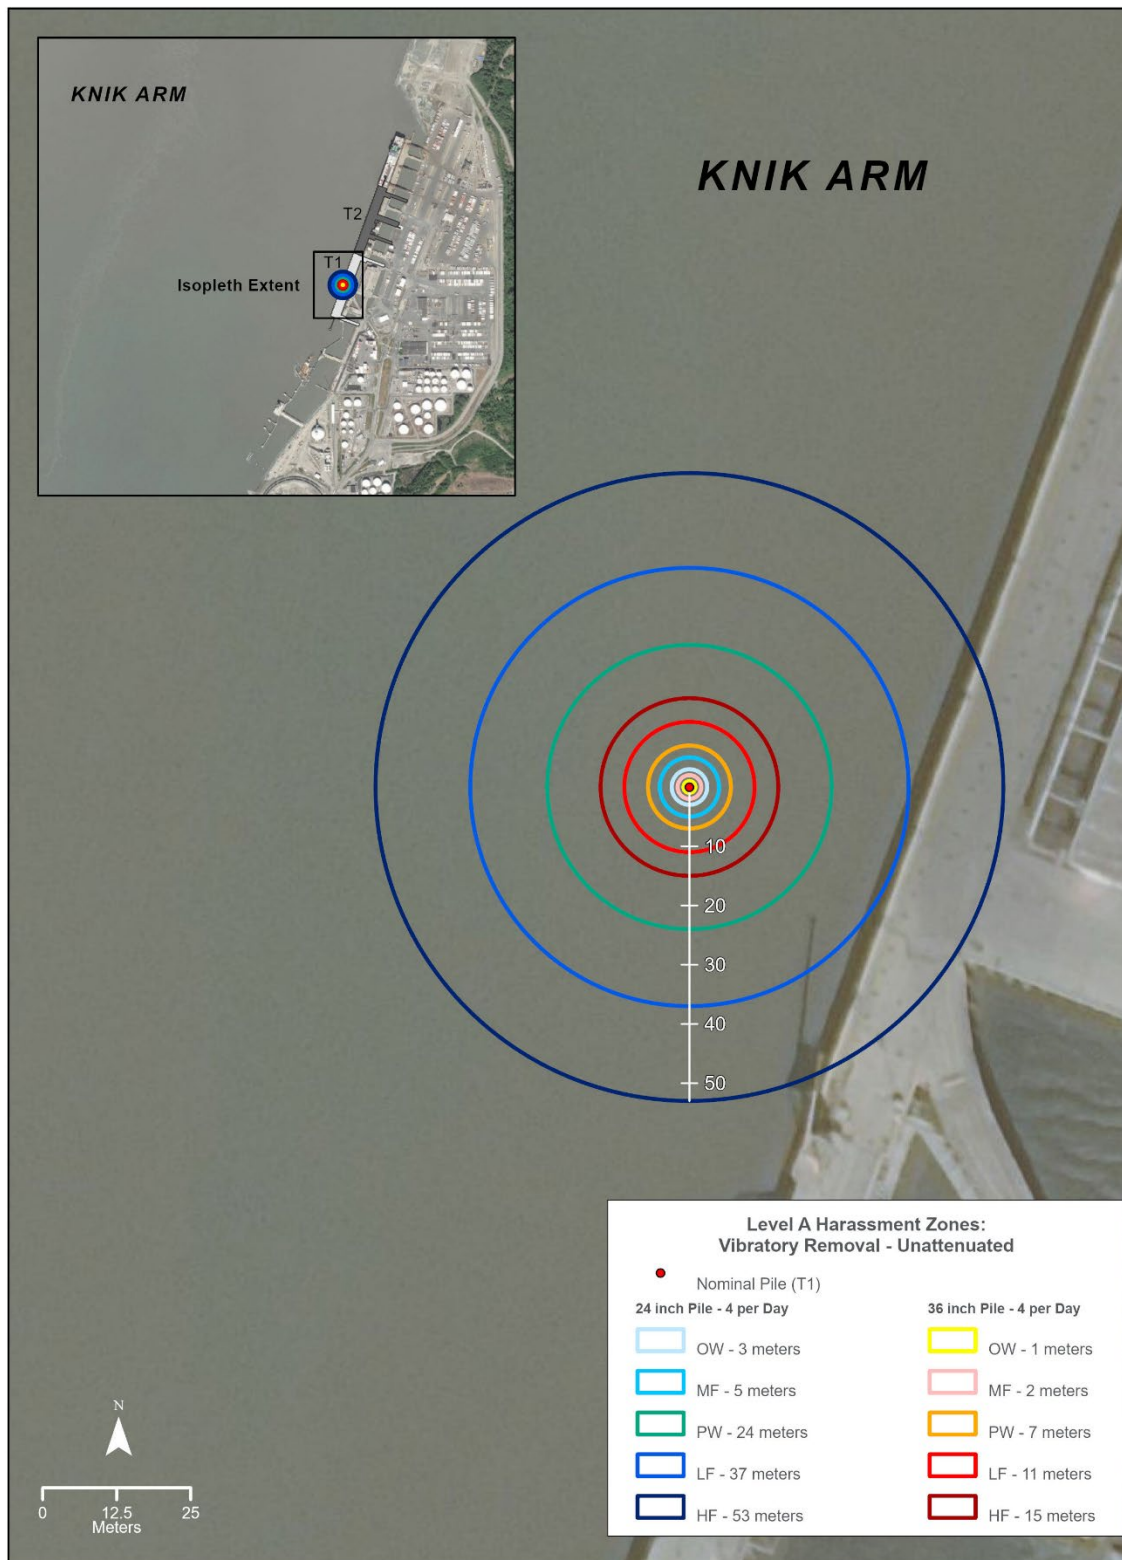 KNIK ARM
KNIK ARM
T2
T1
Isopleth Extent
10
20
30
40
50
Level A Harassment Zones:
Vibratory Removal - Unattenuated
Nominal Pile (T1)
24 inch Pile - 4 per Day
36 inch Pile - 4 per Day
OW - 3 meters
OW - 1 meters
MF - 5 meters
MF - 2 meters
PW - 24 meters
PW - 7 meters
LF - 37 meters
LF - 11 meters
HF - 53 meters
HF - 15 meters
N
0 12.5 25
Meters